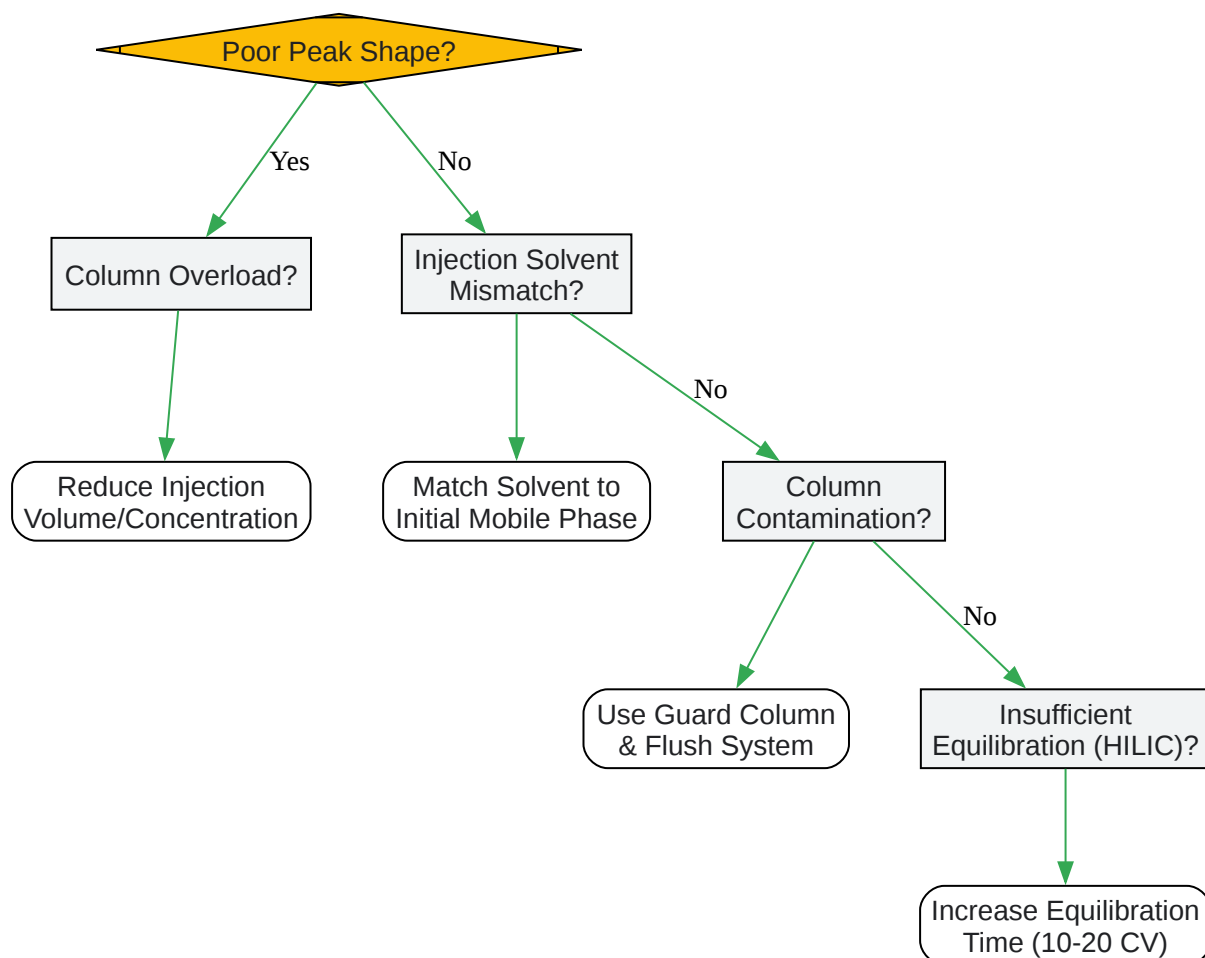 Poor Peak Shape?
Yes
No
Column Overload?
Injection Solvent
Mismatch?
No
Reduce Injection
Volume/Concentration
Match Solvent to
Initial Mobile Phase
Column
Contamination?
No
Use Guard Column
& Flush System
Insufficient
Equilibration (HILIC)?
Increase Equilibration
Time (10-20 CV)